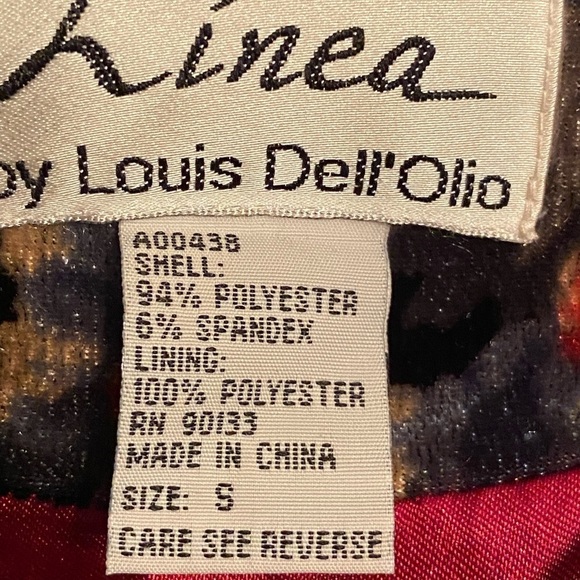 Linea
by Louis Dell'Olio
A00438
SHELL:
94% POLYESTER
6% SPANDEX
LINING:
100% POLYESTER
RN 90133
MADE IN CHINA
SIZE: S
CARE SEE REVERSE